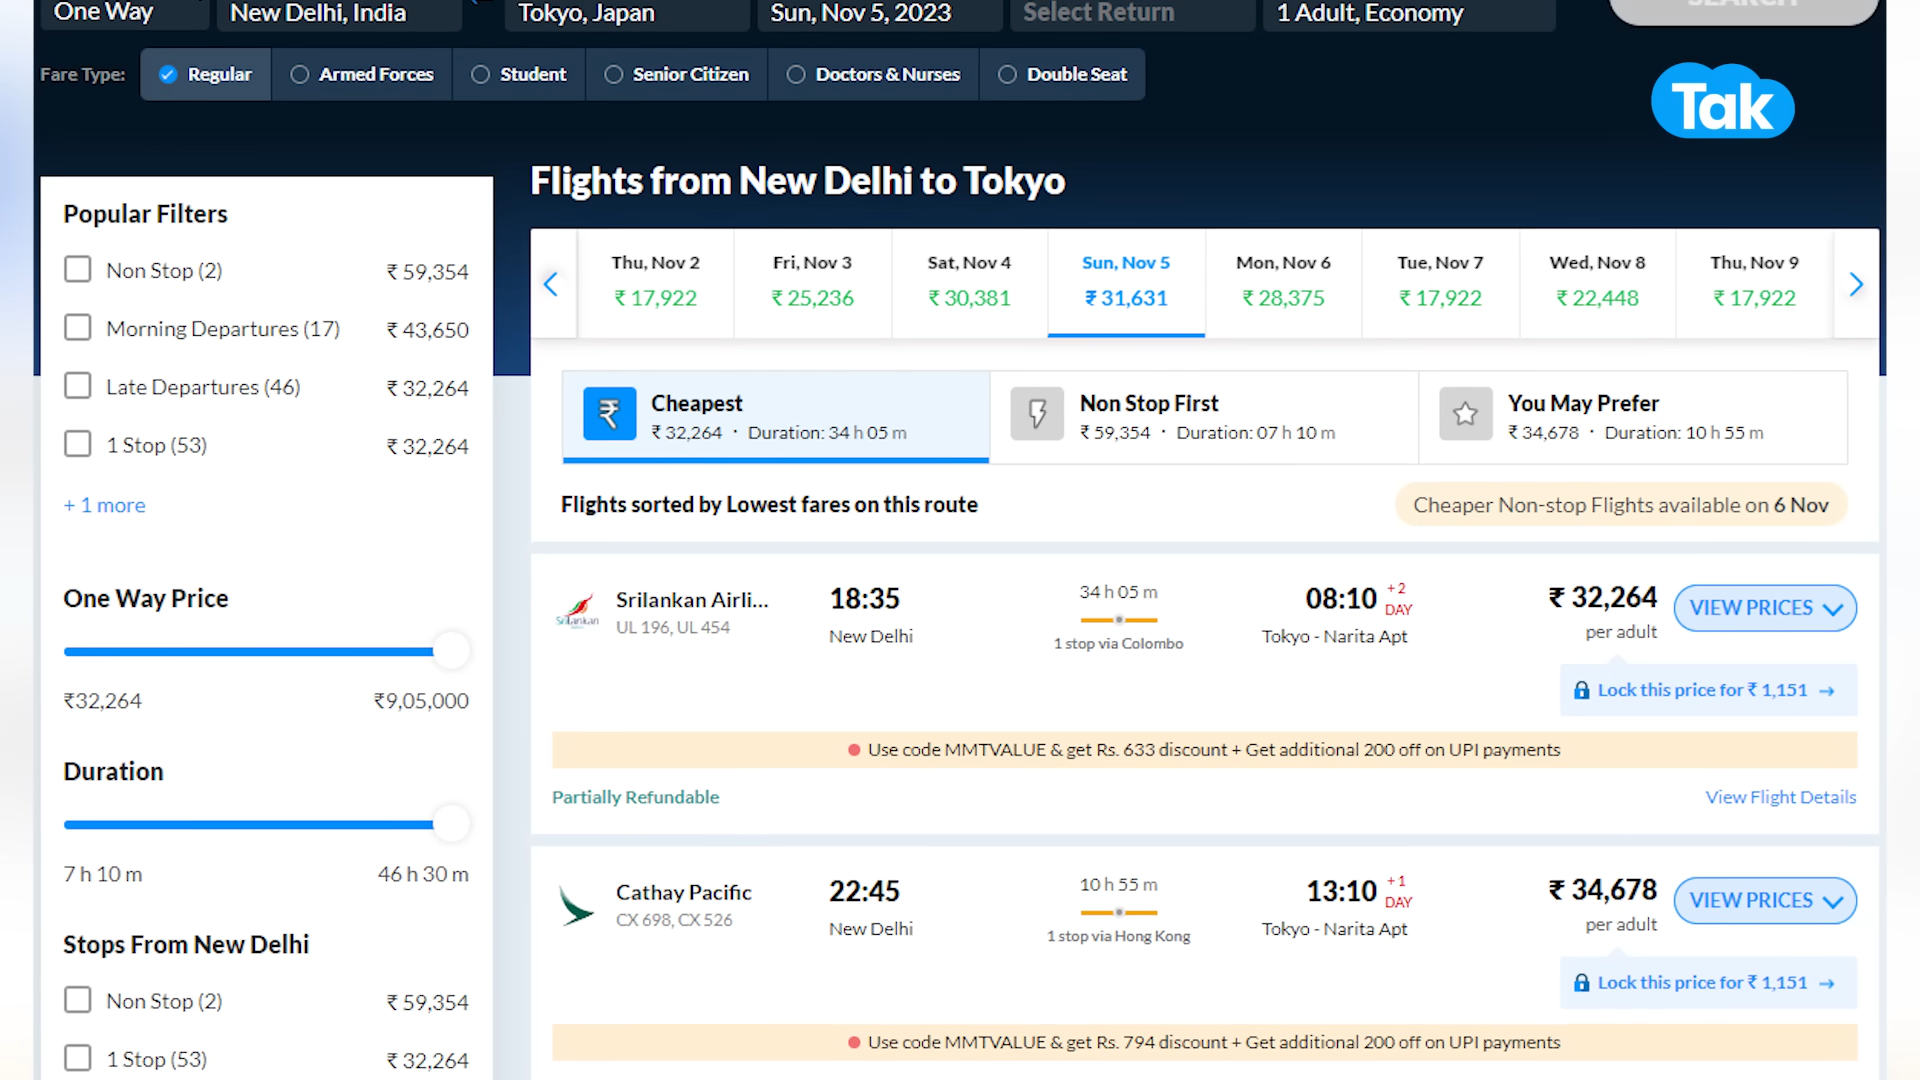 One Way
New Delhi, India
Tokyo, Japan
Sun, Nov 5, 2023
Select Return
1 Adult, Economy
SEARCH
Fare Type:
Regular
Armed Forces
Student
Senior Citizen
Doctors & Nurses
Double Seat
Tak
Popular Filters
Non Stop (2) ₹ 59,354
Morning Departures (17) ₹ 43,650
Late Departures (46) ₹ 32,264
1 Stop (53) ₹ 32,264
+ 1 more
One Way Price
₹32,264 ₹9,05,000
Duration
7 h 10 m 46 h 30 m
Stops From New Delhi
Non Stop (2) ₹ 59,354
1 Stop (53) ₹ 32,264
Flights from New Delhi to Tokyo
Thu, Nov 2
₹ 17,922
Fri, Nov 3
₹ 25,236
Sat, Nov 4
₹ 30,381
Sun, Nov 5
₹ 31,631
Mon, Nov 6
₹ 28,375
Tue, Nov 7
₹ 17,922
Wed, Nov 8
₹ 22,448
Thu, Nov 9
₹ 17,922
₹
Cheapest
₹ 32,264 · Duration: 34 h 05 m
Non Stop First
₹ 59,354 · Duration: 07 h 10 m
You May Prefer
₹ 34,678 · Duration: 10 h 55 m
Flights sorted by Lowest fares on this route
Cheaper Non-stop Flights available on 6 Nov
SriLankan
Srilankan Airli...
UL 196, UL 454
18:35
New Delhi
34 h 05 m
1 stop via Colombo
08:10 +2 DAY
Tokyo - Narita Apt
₹ 32,264
per adult
VIEW PRICES
Lock this price for ₹ 1,151 →
Use code MMTVALUE & get Rs. 633 discount + Get additional 200 off on UPI payments
Partially Refundable
View Flight Details
Cathay Pacific
CX 698, CX 526
22:45
New Delhi
10 h 55 m
1 stop via Hong Kong
13:10 +1 DAY
Tokyo - Narita Apt
₹ 34,678
per adult
VIEW PRICES
Lock this price for ₹ 1,151 →
Use code MMTVALUE & get Rs. 794 discount + Get additional 200 off on UPI payments